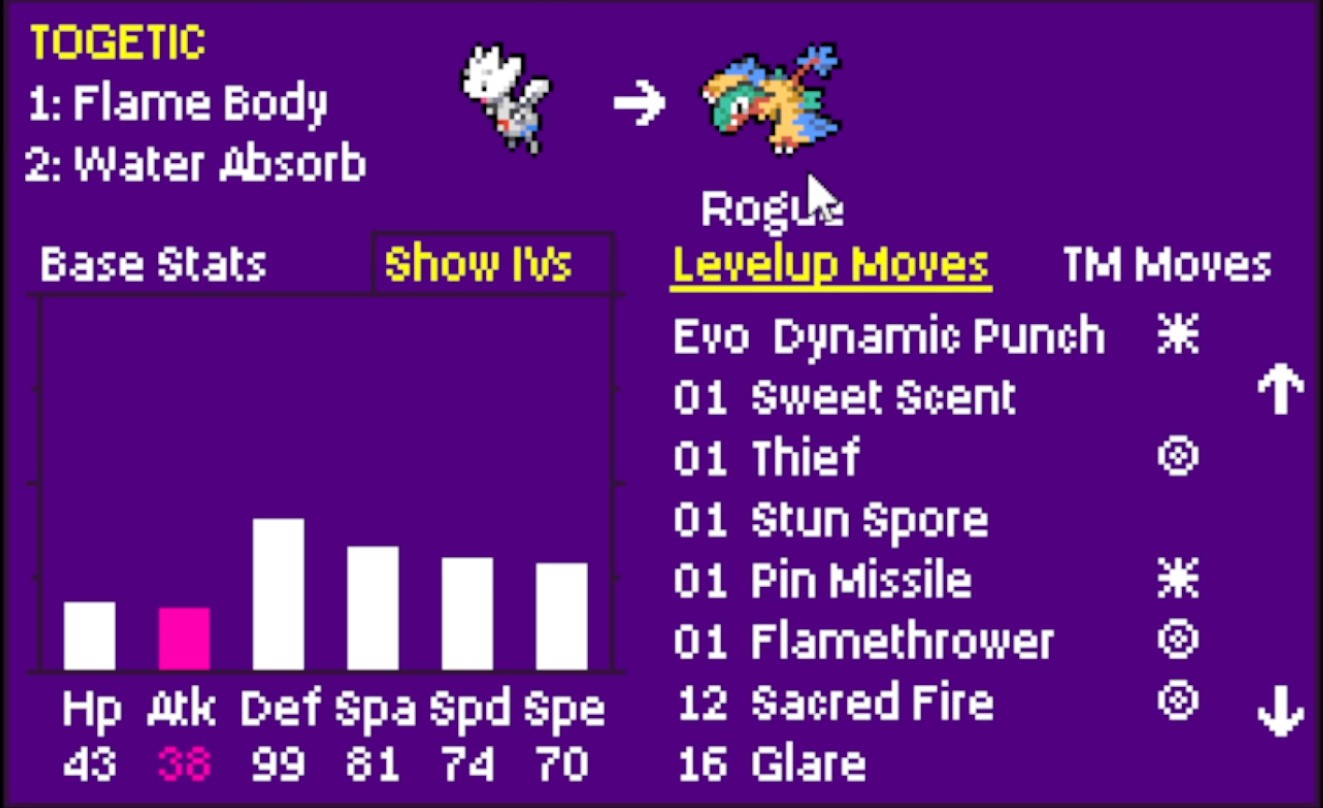 TOGETIC
1: Flame Body
2: Water Absorb
Rogue
Base Stats Show IVs
Levelup Moves TM Moves
Evo Dynamic Punch
01 Sweet Scent
01 Thief
01 Stun Spore
01 Pin Missile
01 Flamethrower
12 Sacred Fire
16 Glare
Hp Atk Def Spa Spd Spe
43 38 99 81 74 70